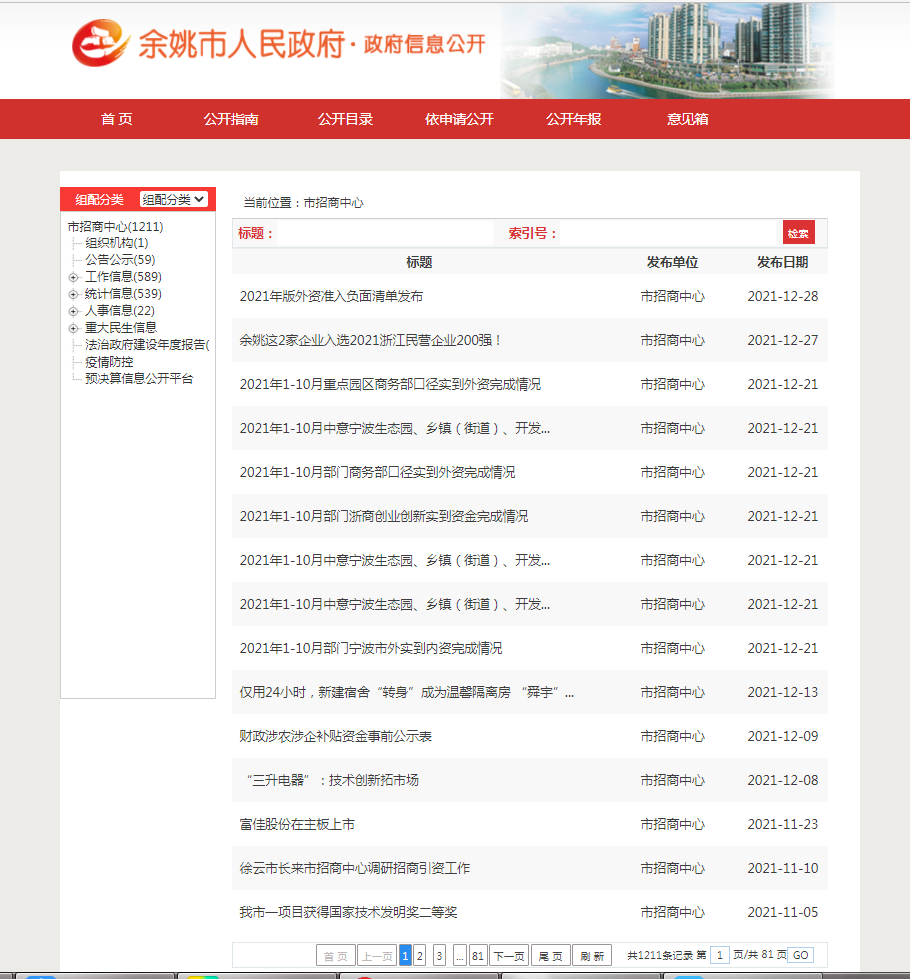 余姚市人民政府·政府信息公开
首 页 公开指南 公开目录 依申请公开 公开年报 意见箱
组配分类 组配分类
市招商中心(1211)
组织机构(1)
公告公示(59)
工作信息(589)
统计信息(539)
人事信息(22)
重大民生信息
法治政府建设年度报告(
疫情防控
预决算信息公开平台
当前位置：市招商中心
标题： 索引号： 检索
标题 发布单位 发布日期
2021年版外资准入负面清单发布 市招商中心 2021-12-28
余姚这2家企业入选2021浙江民营企业200强！ 市招商中心 2021-12-27
2021年1-10月重点园区商务部口径实到外资完成情况 市招商中心 2021-12-21
2021年1-10月中意宁波生态园、乡镇（街道）、开发... 市招商中心 2021-12-21
2021年1-10月部门商务部口径实到外资完成情况 市招商中心 2021-12-21
2021年1-10月部门浙商创业创新实到资金完成情况 市招商中心 2021-12-21
2021年1-10月中意宁波生态园、乡镇（街道）、开发... 市招商中心 2021-12-21
2021年1-10月中意宁波生态园、乡镇（街道）、开发... 市招商中心 2021-12-21
2021年1-10月部门宁波市外实到内资完成情况 市招商中心 2021-12-21
仅用24小时，新建宿舍“转身”成为温馨隔离房 “舜宇”... 市招商中心 2021-12-13
财政涉农涉企补贴资金事前公示表 市招商中心 2021-12-09
“三升电器”：技术创新拓市场 市招商中心 2021-12-08
富佳股份在主板上市 市招商中心 2021-11-23
徐云市长来市招商中心调研招商引资工作 市招商中心 2021-11-10
我市一项目获得国家技术发明奖二等奖 市招商中心 2021-11-05
首 页 上一页 1 2 3 ... 81 下一页 尾 页 刷 新 共1211条记录 第 1 页/共 81 页 GO